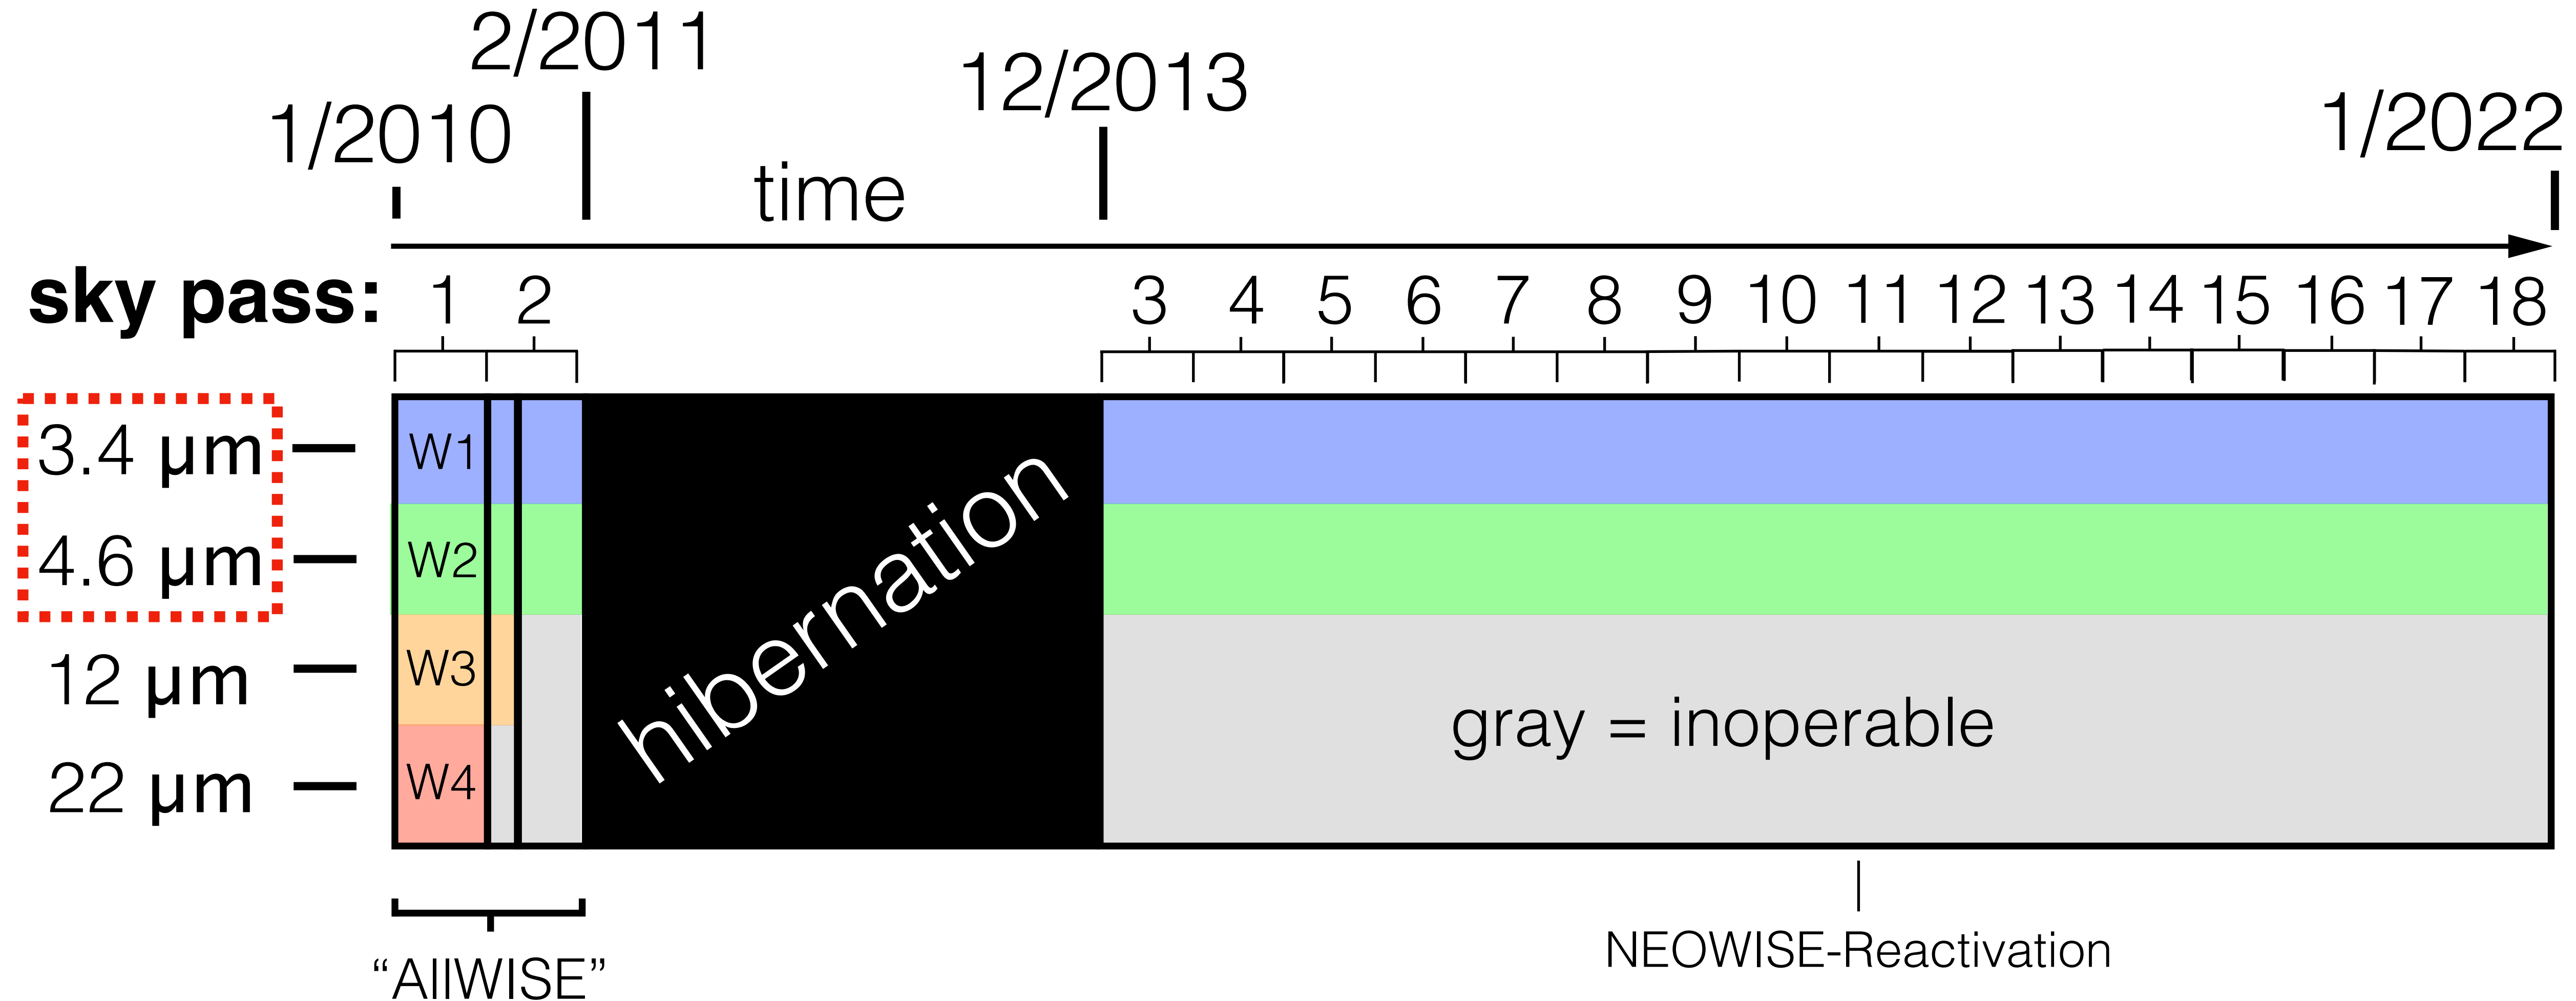 2/2011
12/2013
1/2010
1/2022
time
sky pass: 1 2 3 4 5 6 7 8 9 10 11 12 13 14 15 16 17 18
3.4 µm
W1
4.6 µm
W2
12 µm
W3
22 µm
W4
hibernation
gray = inoperable
NEOWISE-Reactivation
“AllWISE”